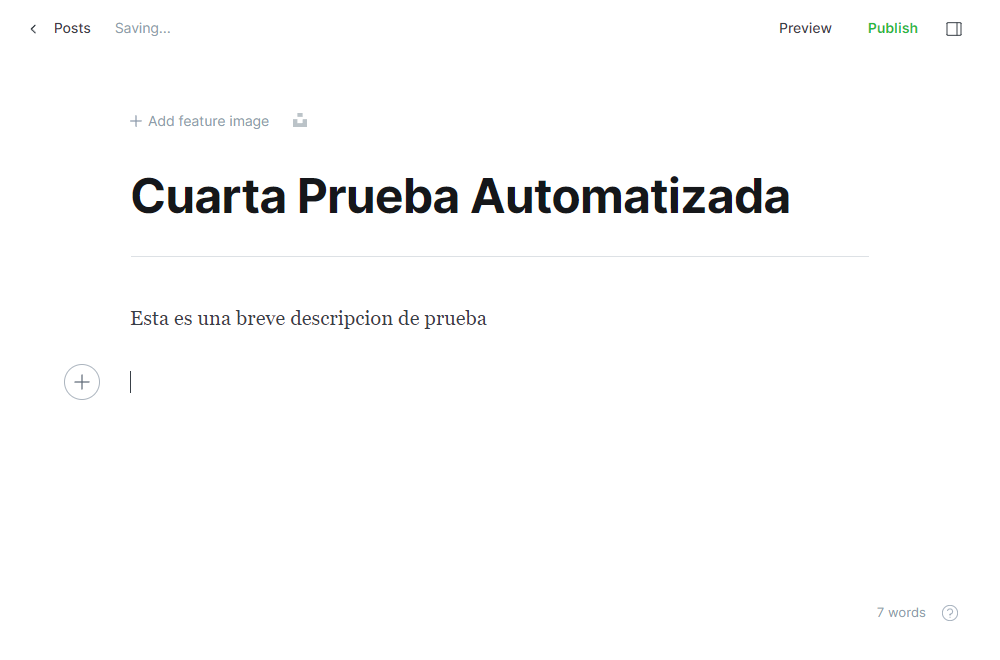 Posts Saving... Preview Publish
Add feature image
Cuarta Prueba Automatizada
Esta es una breve descripcion de prueba
7 words